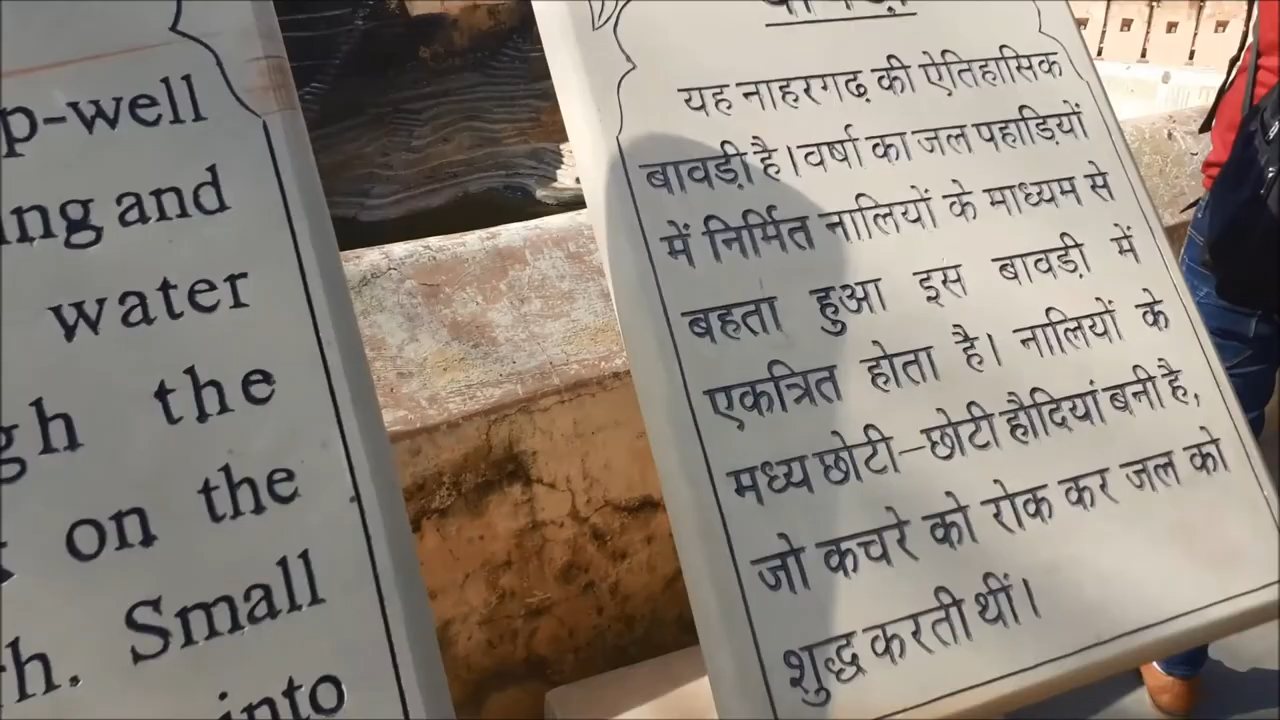 p-well
ing and
water
gh the
on the
h. Small
into
यह नाहरगढ़ की ऐतिहासिक
बावड़ी है। वर्षा का जल पहाड़ियों
में निर्मित नालियों के माध्यम से
बहता हुआ इस बावडी़ में
एकत्रित होता है। नालियों के
मध्य छोटी–छोटी हौदियां बनी है,
जो कचरे को रोक कर जल को
शुद्ध करती थीं।